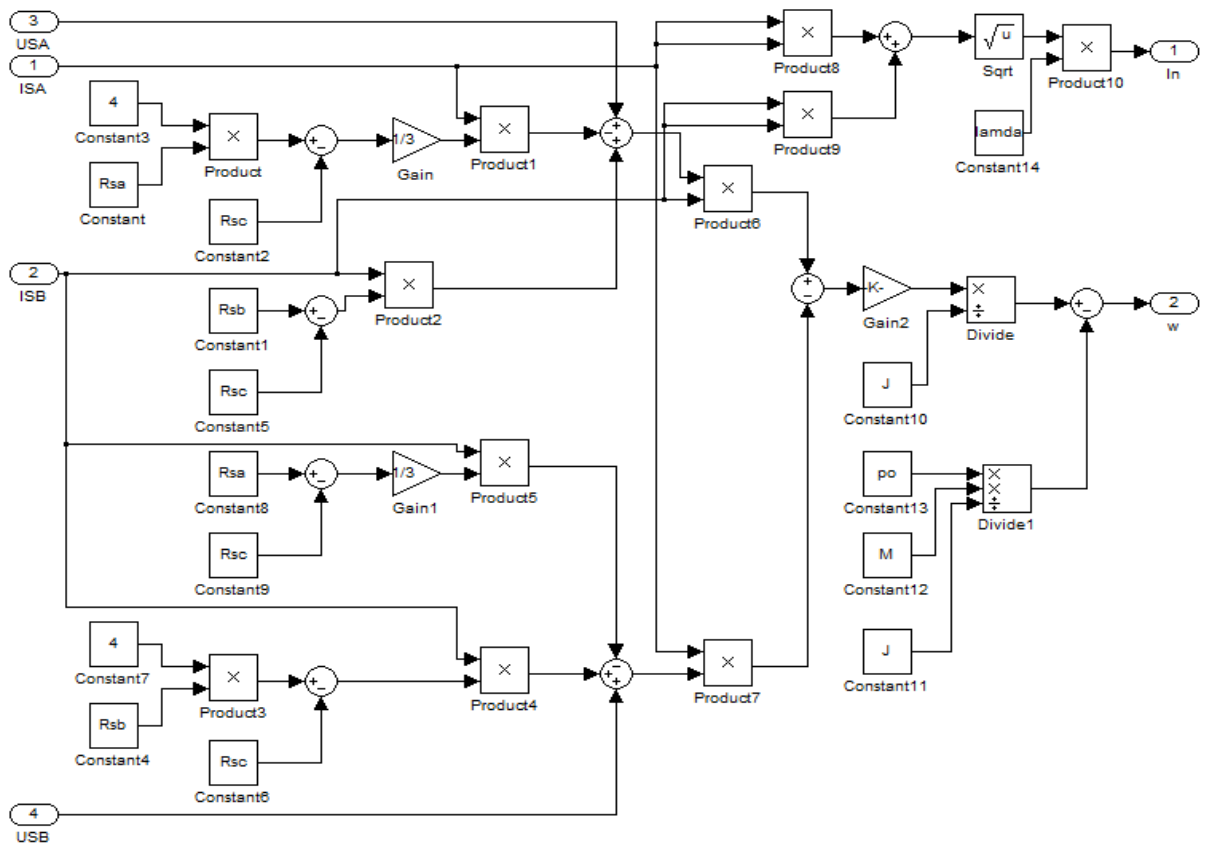 3
USA
1
ISA
4
Constant3
Rsa
Constant
×
Product
+
−
Rsc
Constant2
1/3
Gain
×
Product1
−
+
+
×
Product8
+
+
×
Product9
√u
Sqrt
×
Product10
1
In
lamda
Constant14
×
Product6
2
ISB
Rsb
Constant1
+
−
Rsc
Constant5
×
Product2
+
−
-K-
Gain2
×
÷
Divide
+
−
2
w
J
Constant10
Rsa
Constant8
+
−
Rsc
Constant9
1/3
Gain1
×
Product5
po
Constant13
M
Constant12
×
×
÷
Divide1
J
Constant11
4
Constant7
Rsb
Constant4
×
Product3
+
−
Rsc
Constant6
×
Product4
+
−
×
Product7
4
USB